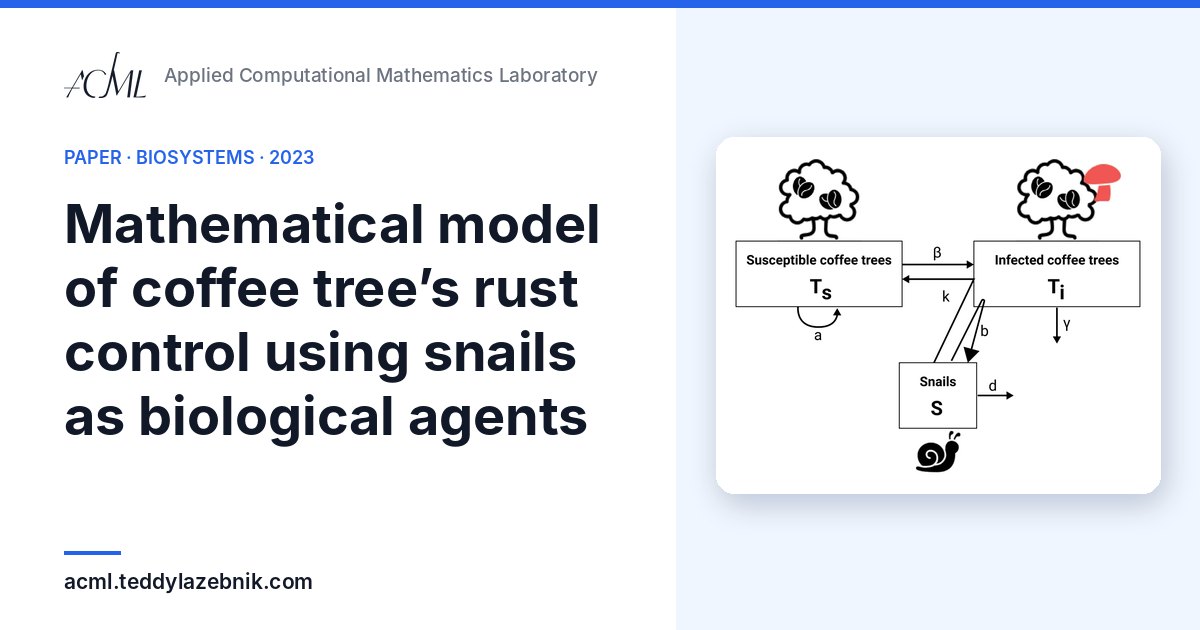 ACML
Applied Computational Mathematics Laboratory
PAPER · BIOSYSTEMS · 2023
Mathematical model
of coffee tree’s rust
control using snails
as biological agents
acml.teddylazebnik.com
Susceptible coffee trees
Ts
β
Infected coffee trees
Ti
k
a
b
γ
Snails
S
d